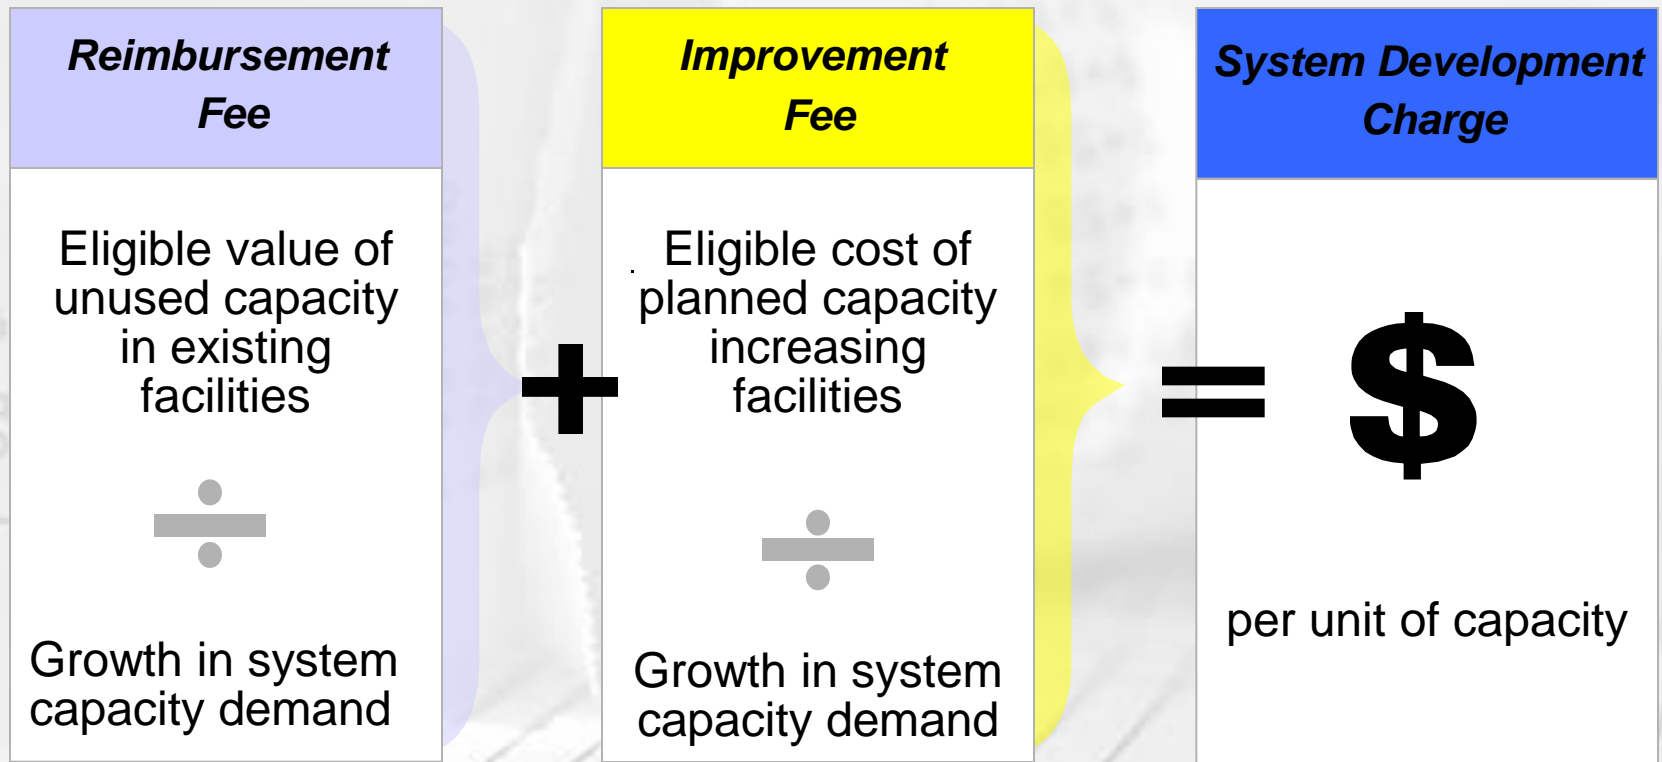 Reimbursement
Fee
Eligible value of
unused capacity
in existing
facilities
÷
Growth in system
capacity demand
+
Improvement
Fee
Eligible cost of
planned capacity
increasing
facilities
÷
Growth in system
capacity demand
=
System Development
Charge
$
per unit of capacity